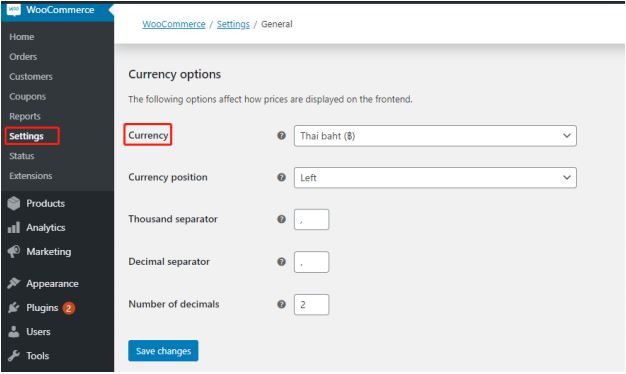 WooCommerce
Home
Orders
Customers
Coupons
Reports
Settings
Status
Extensions
Products
Analytics
Marketing
Appearance
Plugins 2
Users
Tools
WooCommerce / Settings / General
Currency options
The following options affect how prices are displayed on the frontend.
Currency
Thai baht (฿)
Currency position
Left
Thousand separator
,
Decimal separator
.
Number of decimals
2
Save changes